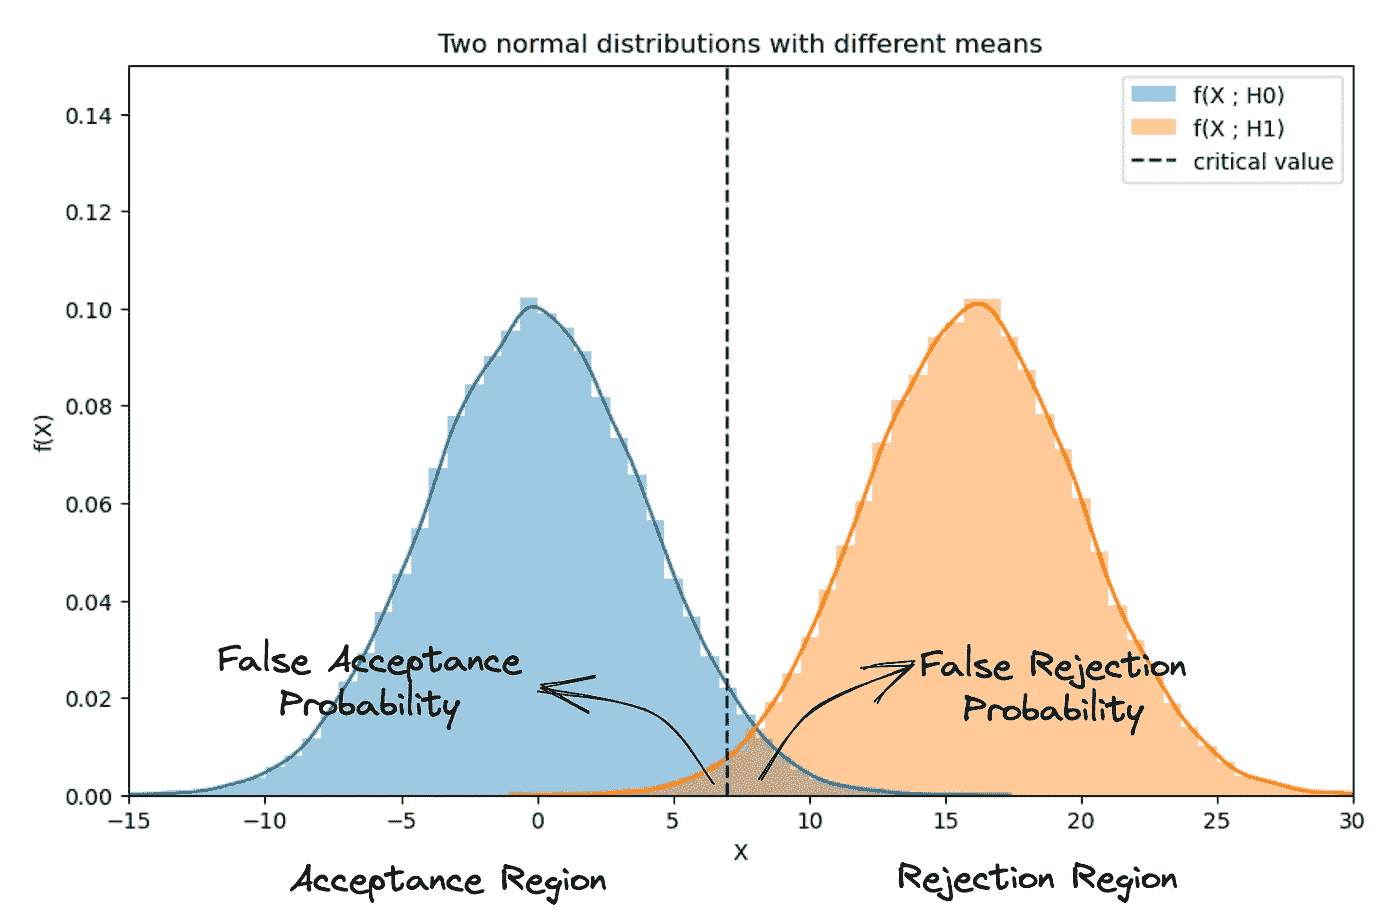 Two normal distributions with different means
f(X ; H0)
f(X ; H1)
critical value
0.14
0.12
0.10
0.08
0.06
0.04
0.02
0.00
f(X)
False Acceptance
Probability
False Rejection
Probability
−15 −10 −5 0 5 10 15 20 25 30
X
Acceptance Region
Rejection Region